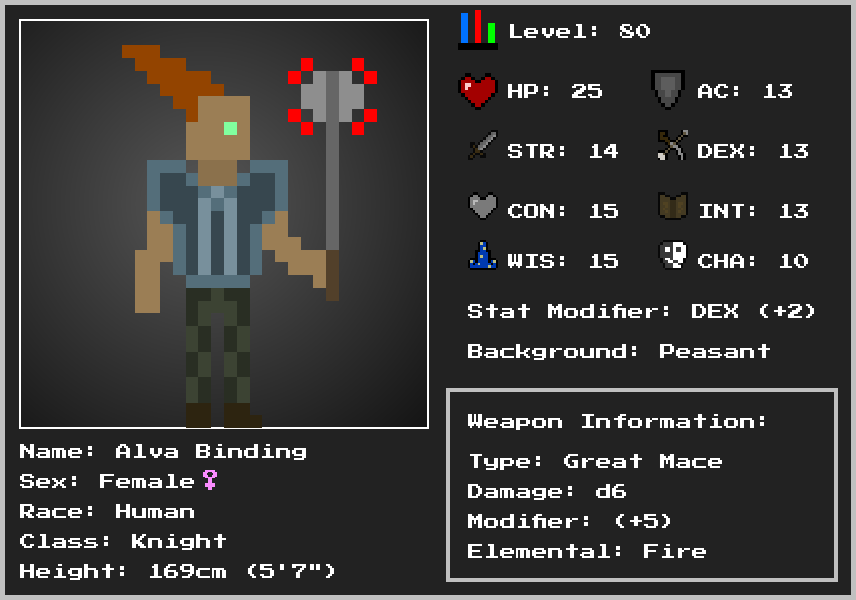 Level: 80
HP: 25 AC: 13
STR: 14 DEX: 13
CON: 15 INT: 13
WIS: 15 CHA: 10
Stat Modifier: DEX (+2)
Background: Peasant
Weapon Information:
Type: Great Mace
Damage: d6
Modifier: (+5)
Elemental: Fire
Name: Alva Binding
Sex: Female♀
Race: Human
Class: Knight
Height: 169cm (5'7")